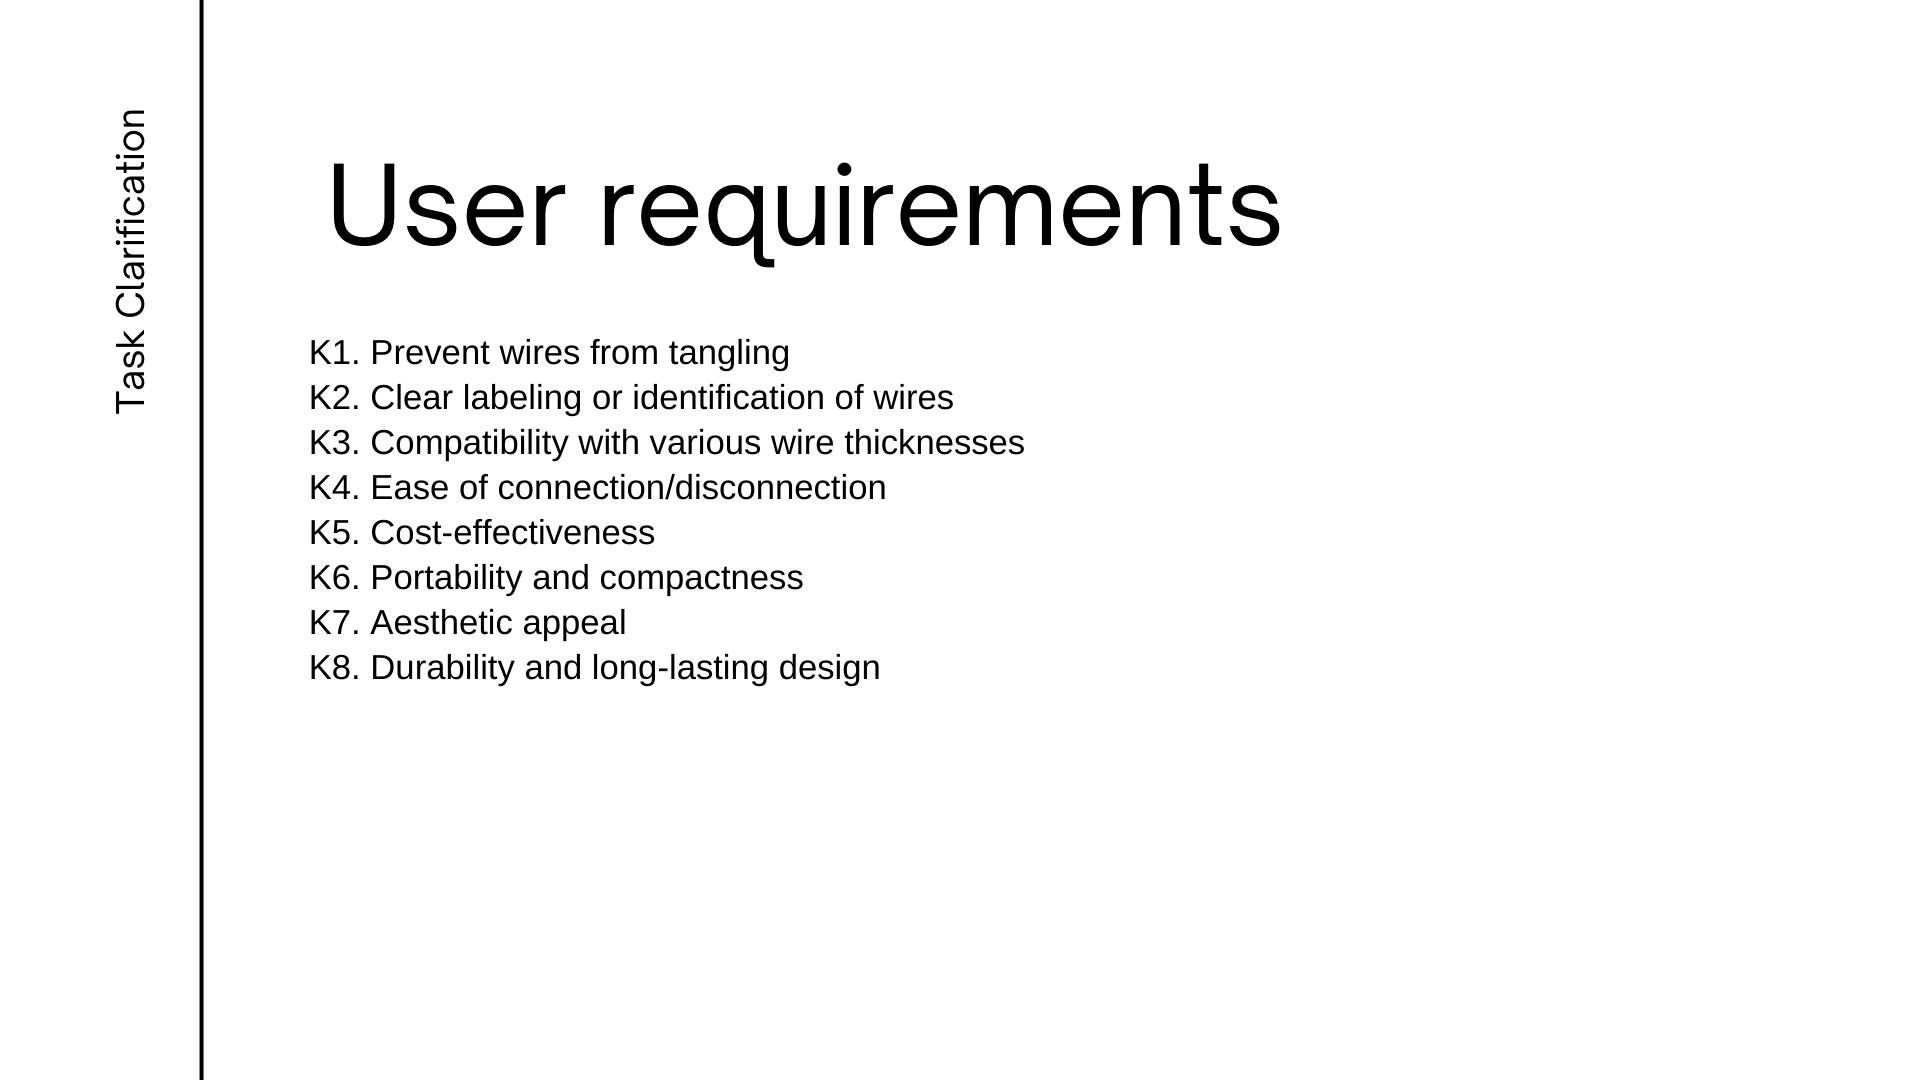 Task Clarification
User requirements
K1. Prevent wires from tangling
K2. Clear labeling or identification of wires
K3. Compatibility with various wire thicknesses
K4. Ease of connection/disconnection
K5. Cost-effectiveness
K6. Portability and compactness
K7. Aesthetic appeal
K8. Durability and long-lasting design